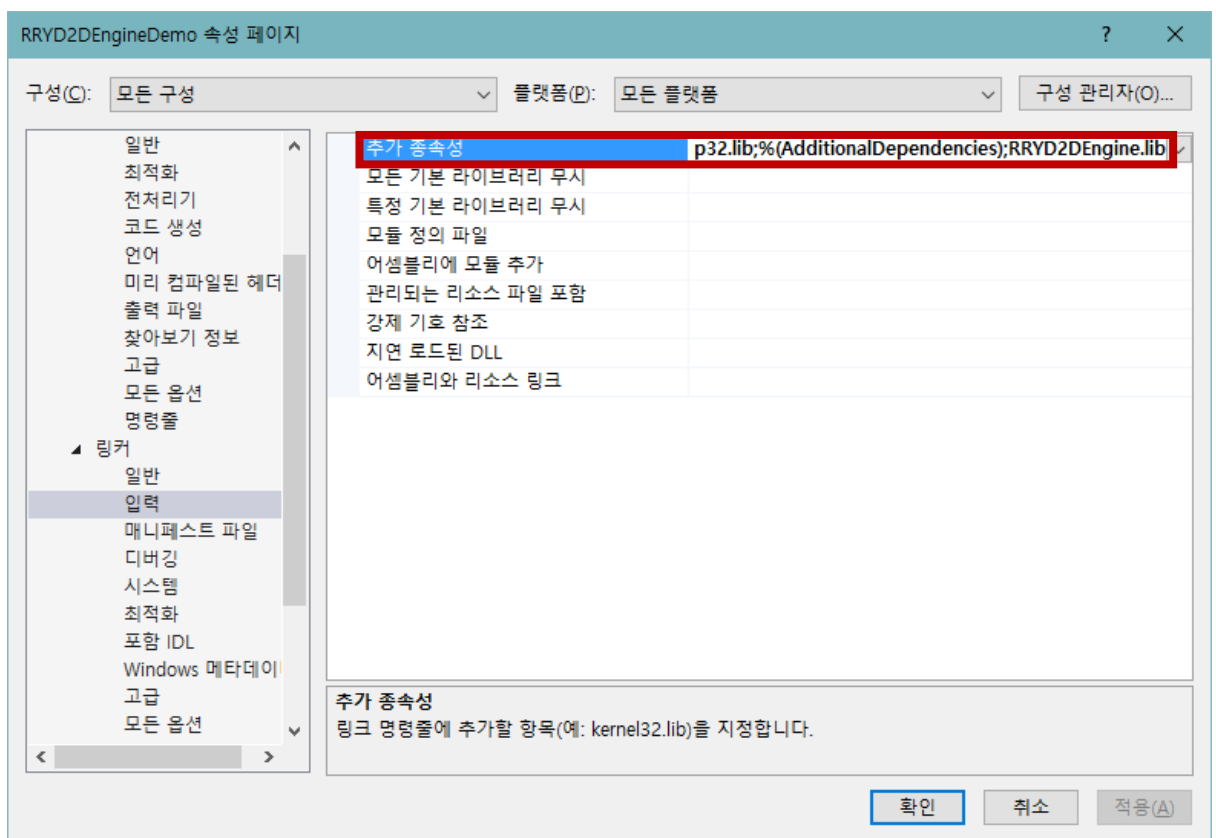 RRYD2DEngineDemo 속성 페이지
구성(C): 모든 구성 플랫폼(P): 모든 플랫폼 구성 관리자(O)...
일반
최적화
전처리기
코드 생성
언어
미리 컴파일된 헤더
출력 파일
찾아보기 정보
고급
모든 옵션
명령줄
링커
일반
입력
매니페스트 파일
디버깅
시스템
최적화
포함 IDL
Windows 메타데이
고급
모든 옵션
추가 종속성 p32.lib;%(AdditionalDependencies);RRYD2DEngine.lib
모든 기본 라이브러리 무시
특정 기본 라이브러리 무시
모듈 정의 파일
어셈블리에 모듈 추가
관리되는 리소스 파일 포함
강제 기호 참조
지연 로드된 DLL
어셈블리와 리소스 링크
추가 종속성
링크 명령줄에 추가할 항목(예: kernel32.lib)을 지정합니다.
확인 취소 적용(A)